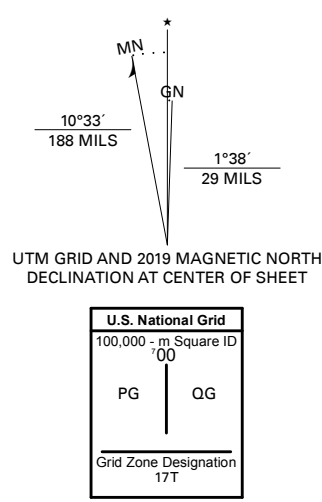 ★
MN
GN
10°33´
188 MILS
1°38´
29 MILS
UTM GRID AND 2019 MAGNETIC NORTH
DECLINATION AT CENTER OF SHEET
U.S. National Grid
100,000 - m Square ID
⁷00
PG QG
Grid Zone Designation
17T